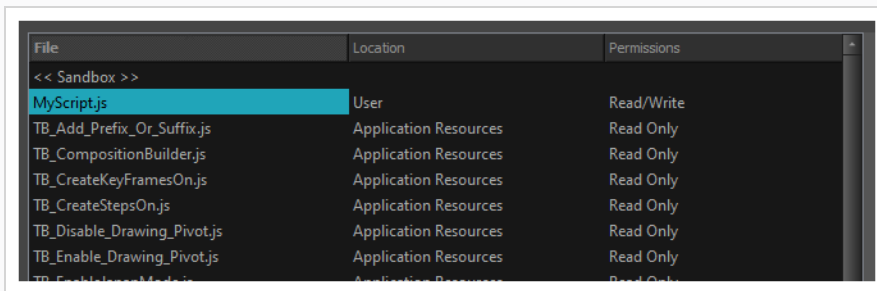 File Location Permissions
<< Sandbox >>
MyScript.js User Read/Write
TB_Add_Prefix_Or_Suffix.js Application Resources Read Only
TB_CompositionBuilder.js Application Resources Read Only
TB_CreateKeyFramesOn.js Application Resources Read Only
TB_CreateStepsOn.js Application Resources Read Only
TB_Disable_Drawing_Pivot.js Application Resources Read Only
TB_Enable_Drawing_Pivot.js Application Resources Read Only